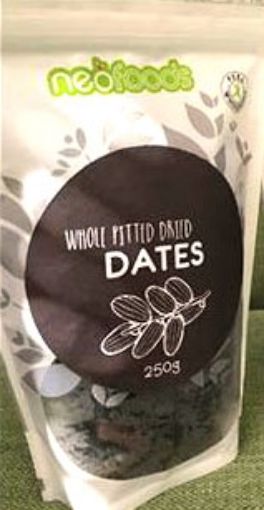 neofoods
WHOLE PITTED DRIED
DATES
250g